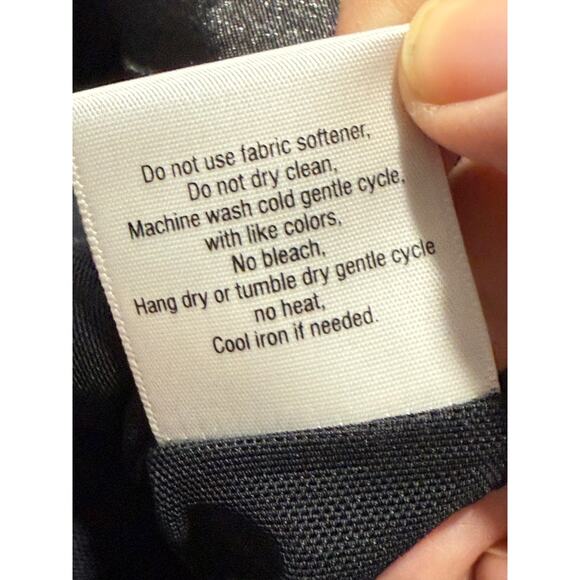 Do not use fabric softener,
Do not dry clean,
Machine wash cold gentle cycle,
with like colors,
No bleach,
Hang dry or tumble dry gentle cycle
no heat,
Cool iron if needed.